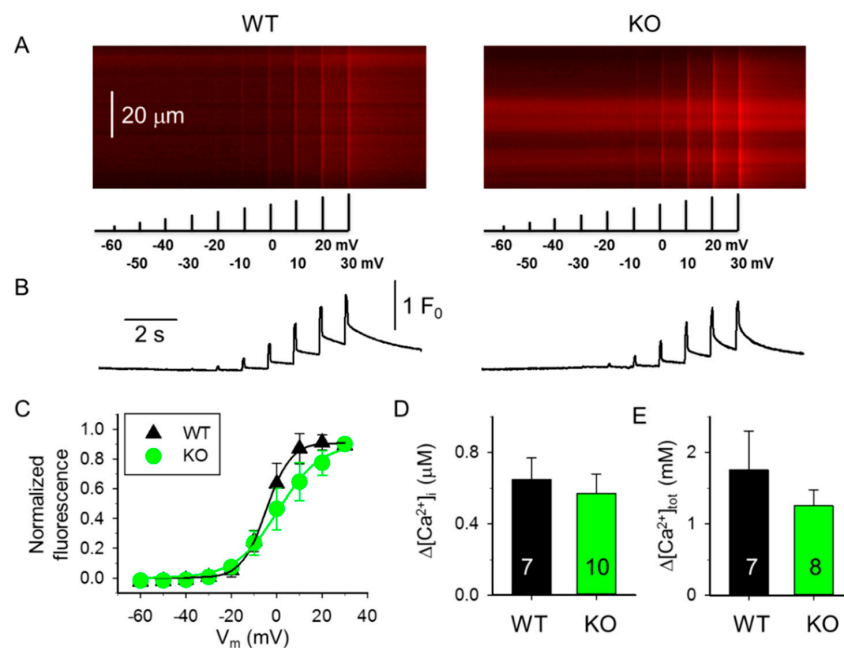 WT KO
A
20 μm
-60 -40 -20 0 20 mV
-50 -30 -10 10 30 mV
-60 -40 -20 0 20 mV
-50 -30 -10 10 30 mV
B
2 s
1 F0
C
Normalized
fluorescence
1.0
0.8
0.6
0.4
0.2
0.0
WT
KO
-60 -40 -20 0 20 40
Vm (mV)
D
Δ[Ca2+]i (μM)
0.8
0.4
0.0
7 10
WT KO
E
Δ[Ca2+]tot (mM)
2
1
0
7 8
WT KO